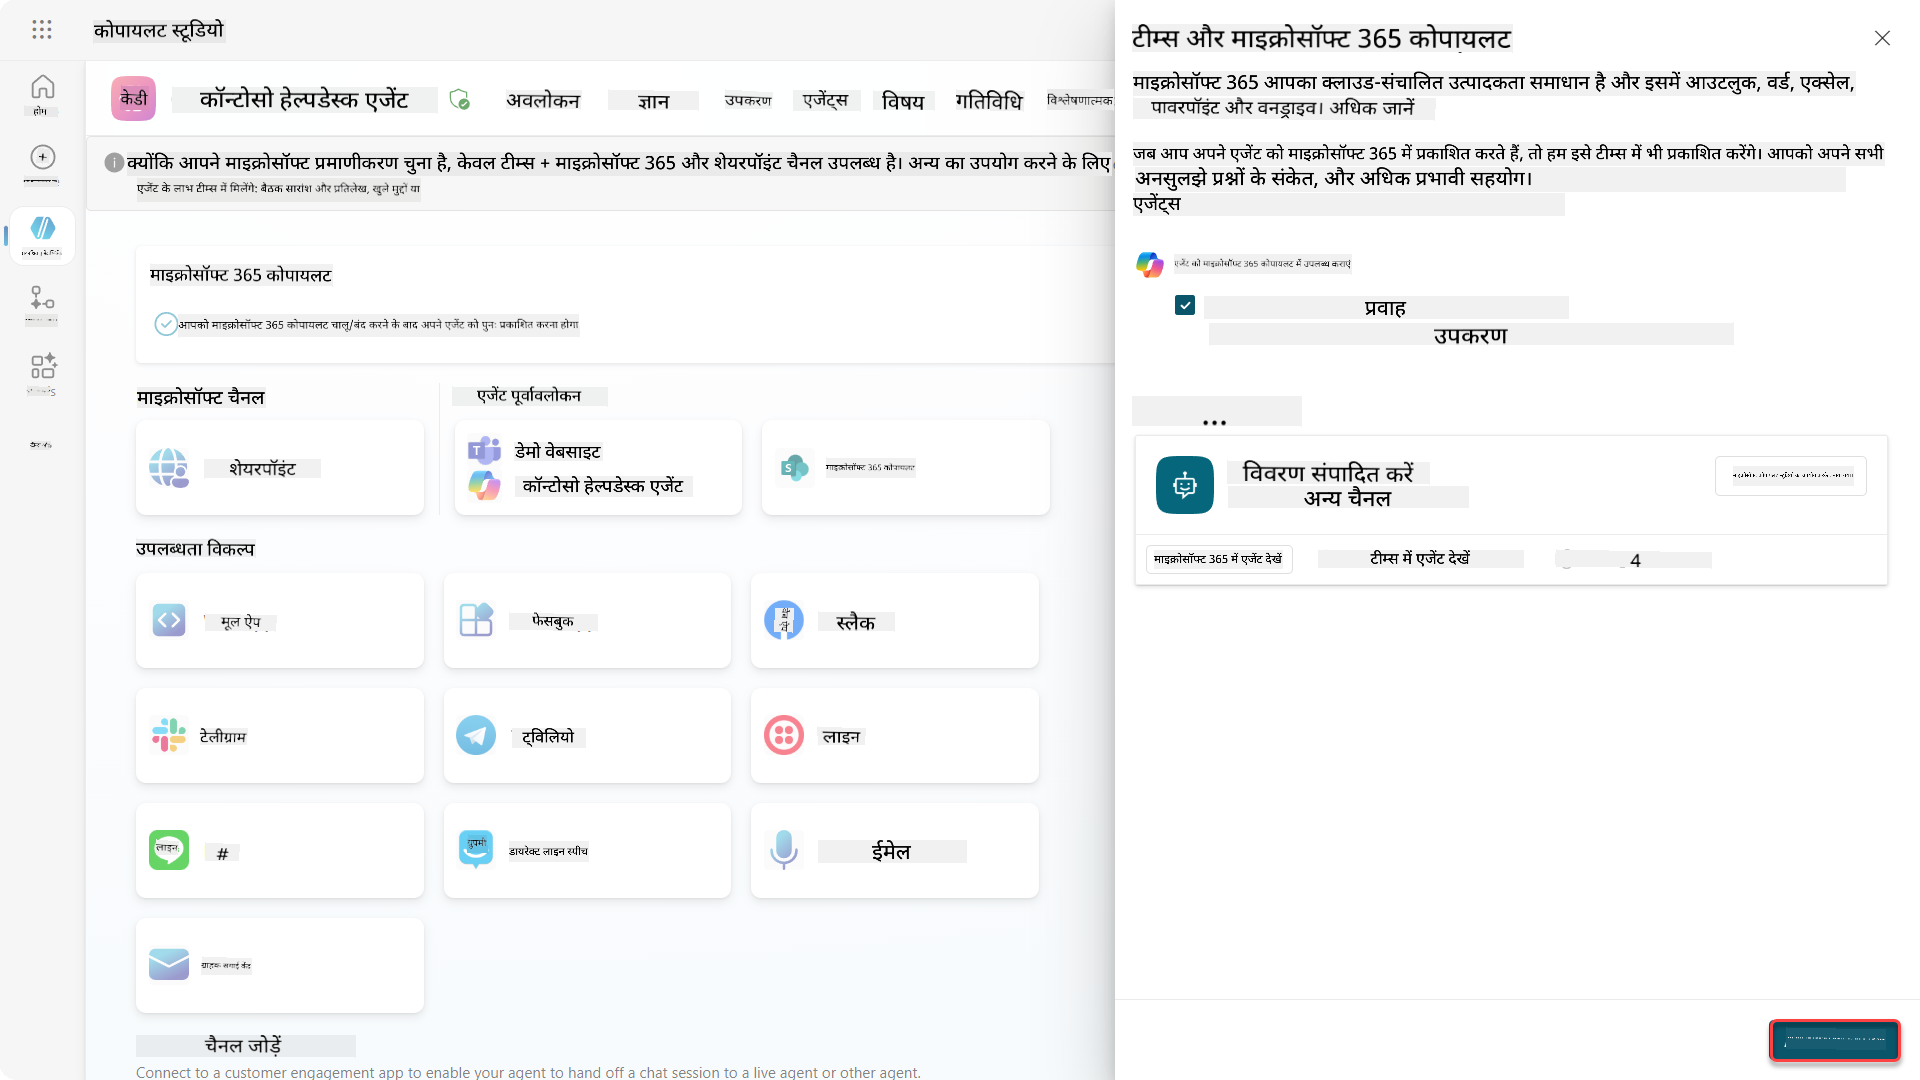 कोपायलट स्टूडियो
होम
केडी
कॉन्टोसो हेल्पडेस्क एजेंट
अवलोकन
ज्ञान
उपकरण
एजेंट्स
विषय
गतिविधि
विश्लेषणात्मक
क्योंकि आपने माइक्रोसॉफ्ट प्रमाणीकरण चुना है, केवल टीम्स + माइक्रोसॉफ्ट 365 और शेयरपॉइंट चैनल उपलब्ध है। अन्य का उपयोग करने के लिए
एजेंट के लाभ टीम्स में मिलेंगे: बैठक सारांश और प्रतिलेख, खुले मुद्दों या
माइक्रोसॉफ्ट 365 कोपायलट
आपको माइक्रोसॉफ्ट 365 कोपायलट चालू/बंद करने के बाद अपने एजेंट को पुनः प्रकाशित करना होगा
माइक्रोसॉफ्ट चैनल
एजेंट पूर्वावलोकन
शेयरपॉइंट
डेमो वेबसाइट
कॉन्टोसो हेल्पडेस्क एजेंट
माइक्रोसॉफ्ट 365 कोपायलट
उपलब्धता विकल्प
मूल ऐप
फेसबुक
स्लैक
टेलीग्राम
ट्विलियो
लाइन
लाइन
#
ग्रुपमी
डायरेक्ट लाइन स्पीच
ईमेल
चैनल जोड़ें
Connect to a customer engagement app to enable your agent to hand off a chat session to a live agent or other agent.
टीम्स और माइक्रोसॉफ्ट 365 कोपायलट
माइक्रोसॉफ्ट 365 आपका क्लाउड-संचालित उत्पादकता समाधान है और इसमें आउटलुक, वर्ड, एक्सेल,
पावरपॉइंट और वनड्राइव। अधिक जानें
जब आप अपने एजेंट को माइक्रोसॉफ्ट 365 में प्रकाशित करते हैं, तो हम इसे टीम्स में भी प्रकाशित करेंगे। आपको अपने सभी
अनसुलझे प्रश्नों के संकेत, और अधिक प्रभावी सहयोग।
एजेंट्स
एजेंट को माइक्रोसॉफ्ट 365 कोपायलट में उपलब्ध कराएं
प्रवाह
उपकरण
...
विवरण संपादित करें
अन्य चैनल
माइक्रोसॉफ्ट 365 में एजेंट देखें
टीम्स में एजेंट देखें
4